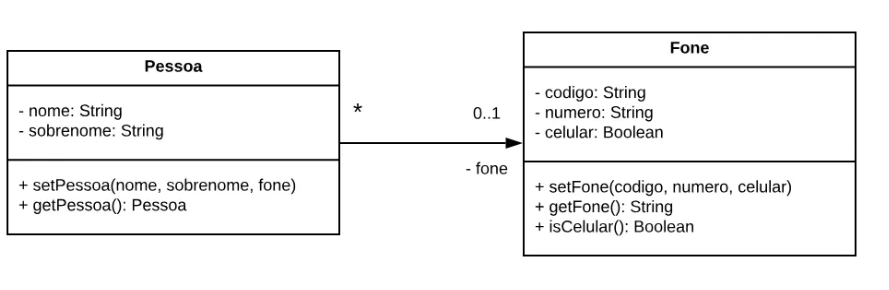 Pessoa
- nome: String
- sobrenome: String
+ setPessoa(nome, sobrenome, fone)
+ getPessoa(): Pessoa
*
0..1
- fone
Fone
- codigo: String
- numero: String
- celular: Boolean
+ setFone(codigo, numero, celular)
+ getFone(): String
+ isCelular(): Boolean